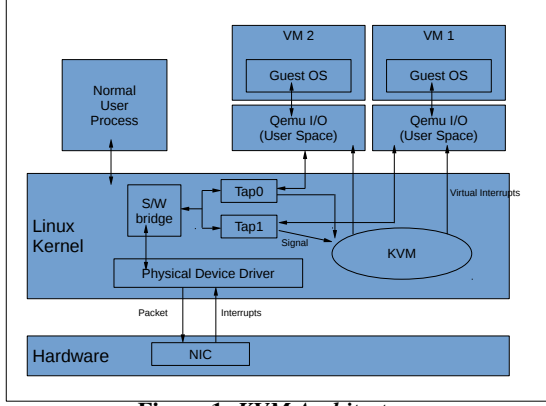 VM 2
VM 1
Guest OS
Guest OS
Normal
User
Process
Qemu I/O
(User Space)
Qemu I/O
(User Space)
Linux
Kernel
S/W
bridge
Tap0
Tap1
Signal
Virtual Interrupts
KVM
Physical Device Driver
Packet
Interrupts
Hardware
NIC